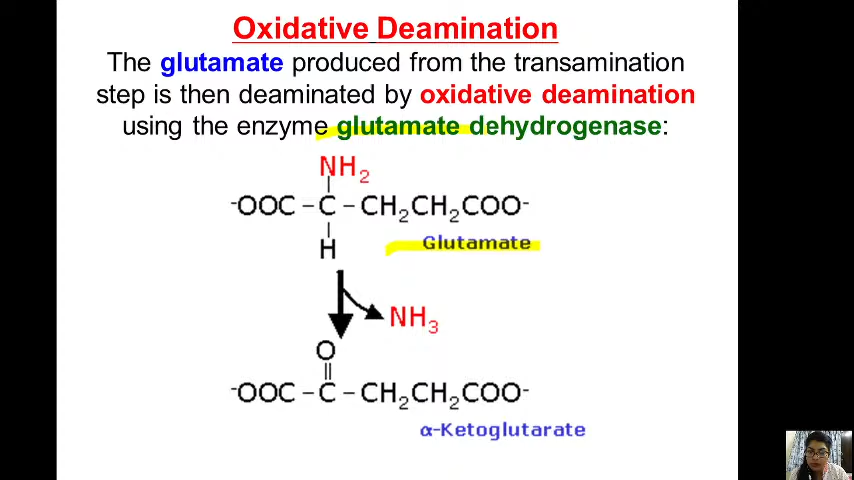 Oxidative Deamination
The glutamate produced from the transamination
step is then deaminated by oxidative deamination
using the enzyme glutamate dehydrogenase:
NH₂
⁻OOC – C – CH₂CH₂COO⁻
Glutamate
H
NH₃
O
⁻OOC – C – CH₂CH₂COO⁻
α-Ketoglutarate